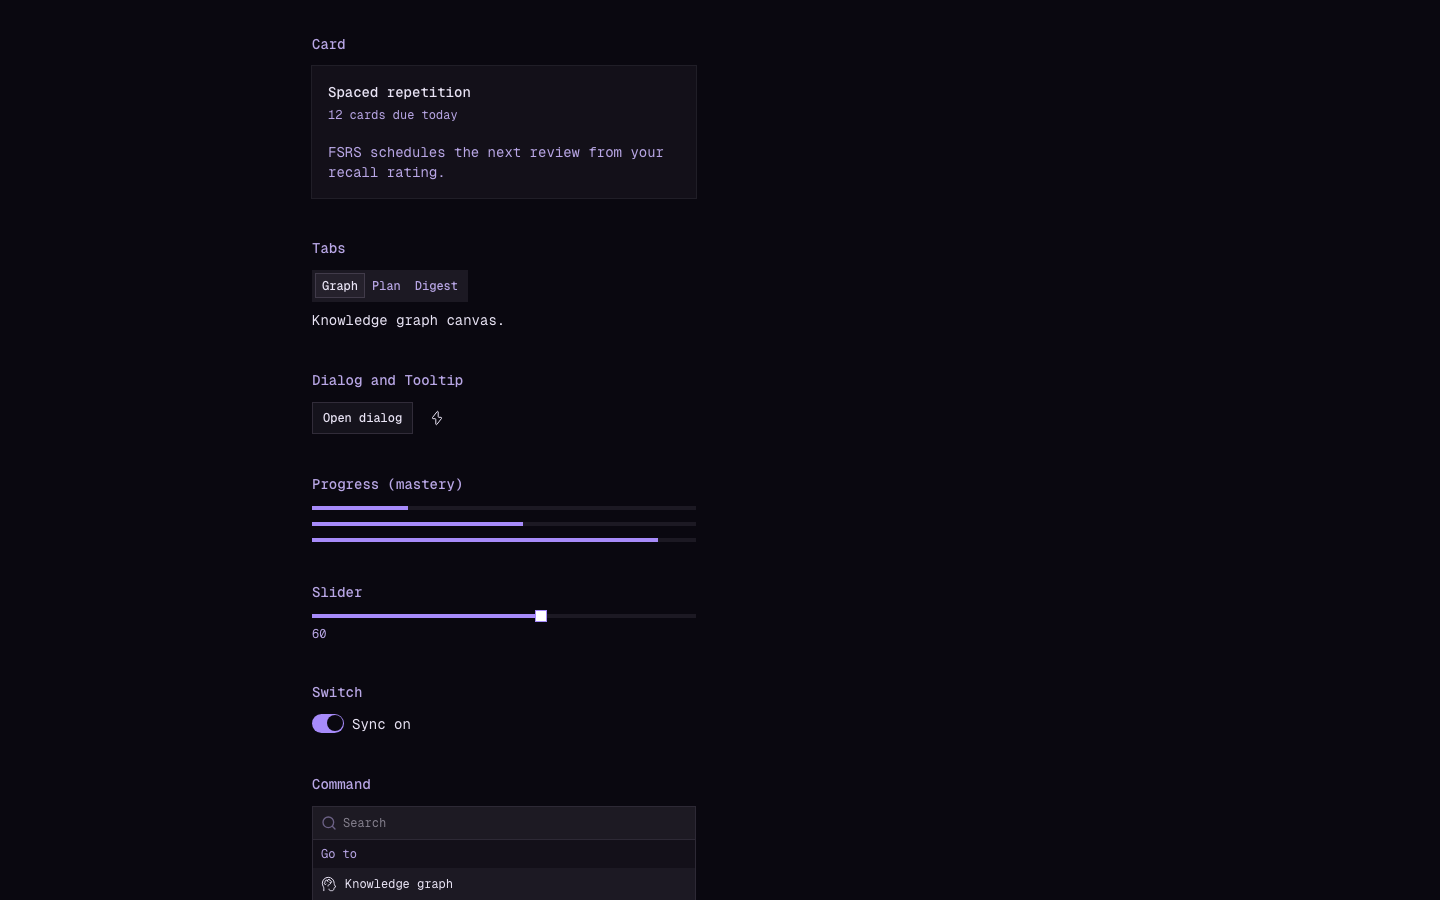 Card
Spaced repetition
12 cards due today
FSRS schedules the next review from your
recall rating.
Tabs
Graph Plan Digest
Knowledge graph canvas.
Dialog and Tooltip
Open dialog
Progress (mastery)
Slider
60
Switch
Sync on
Command
Search
Go to
Knowledge graph